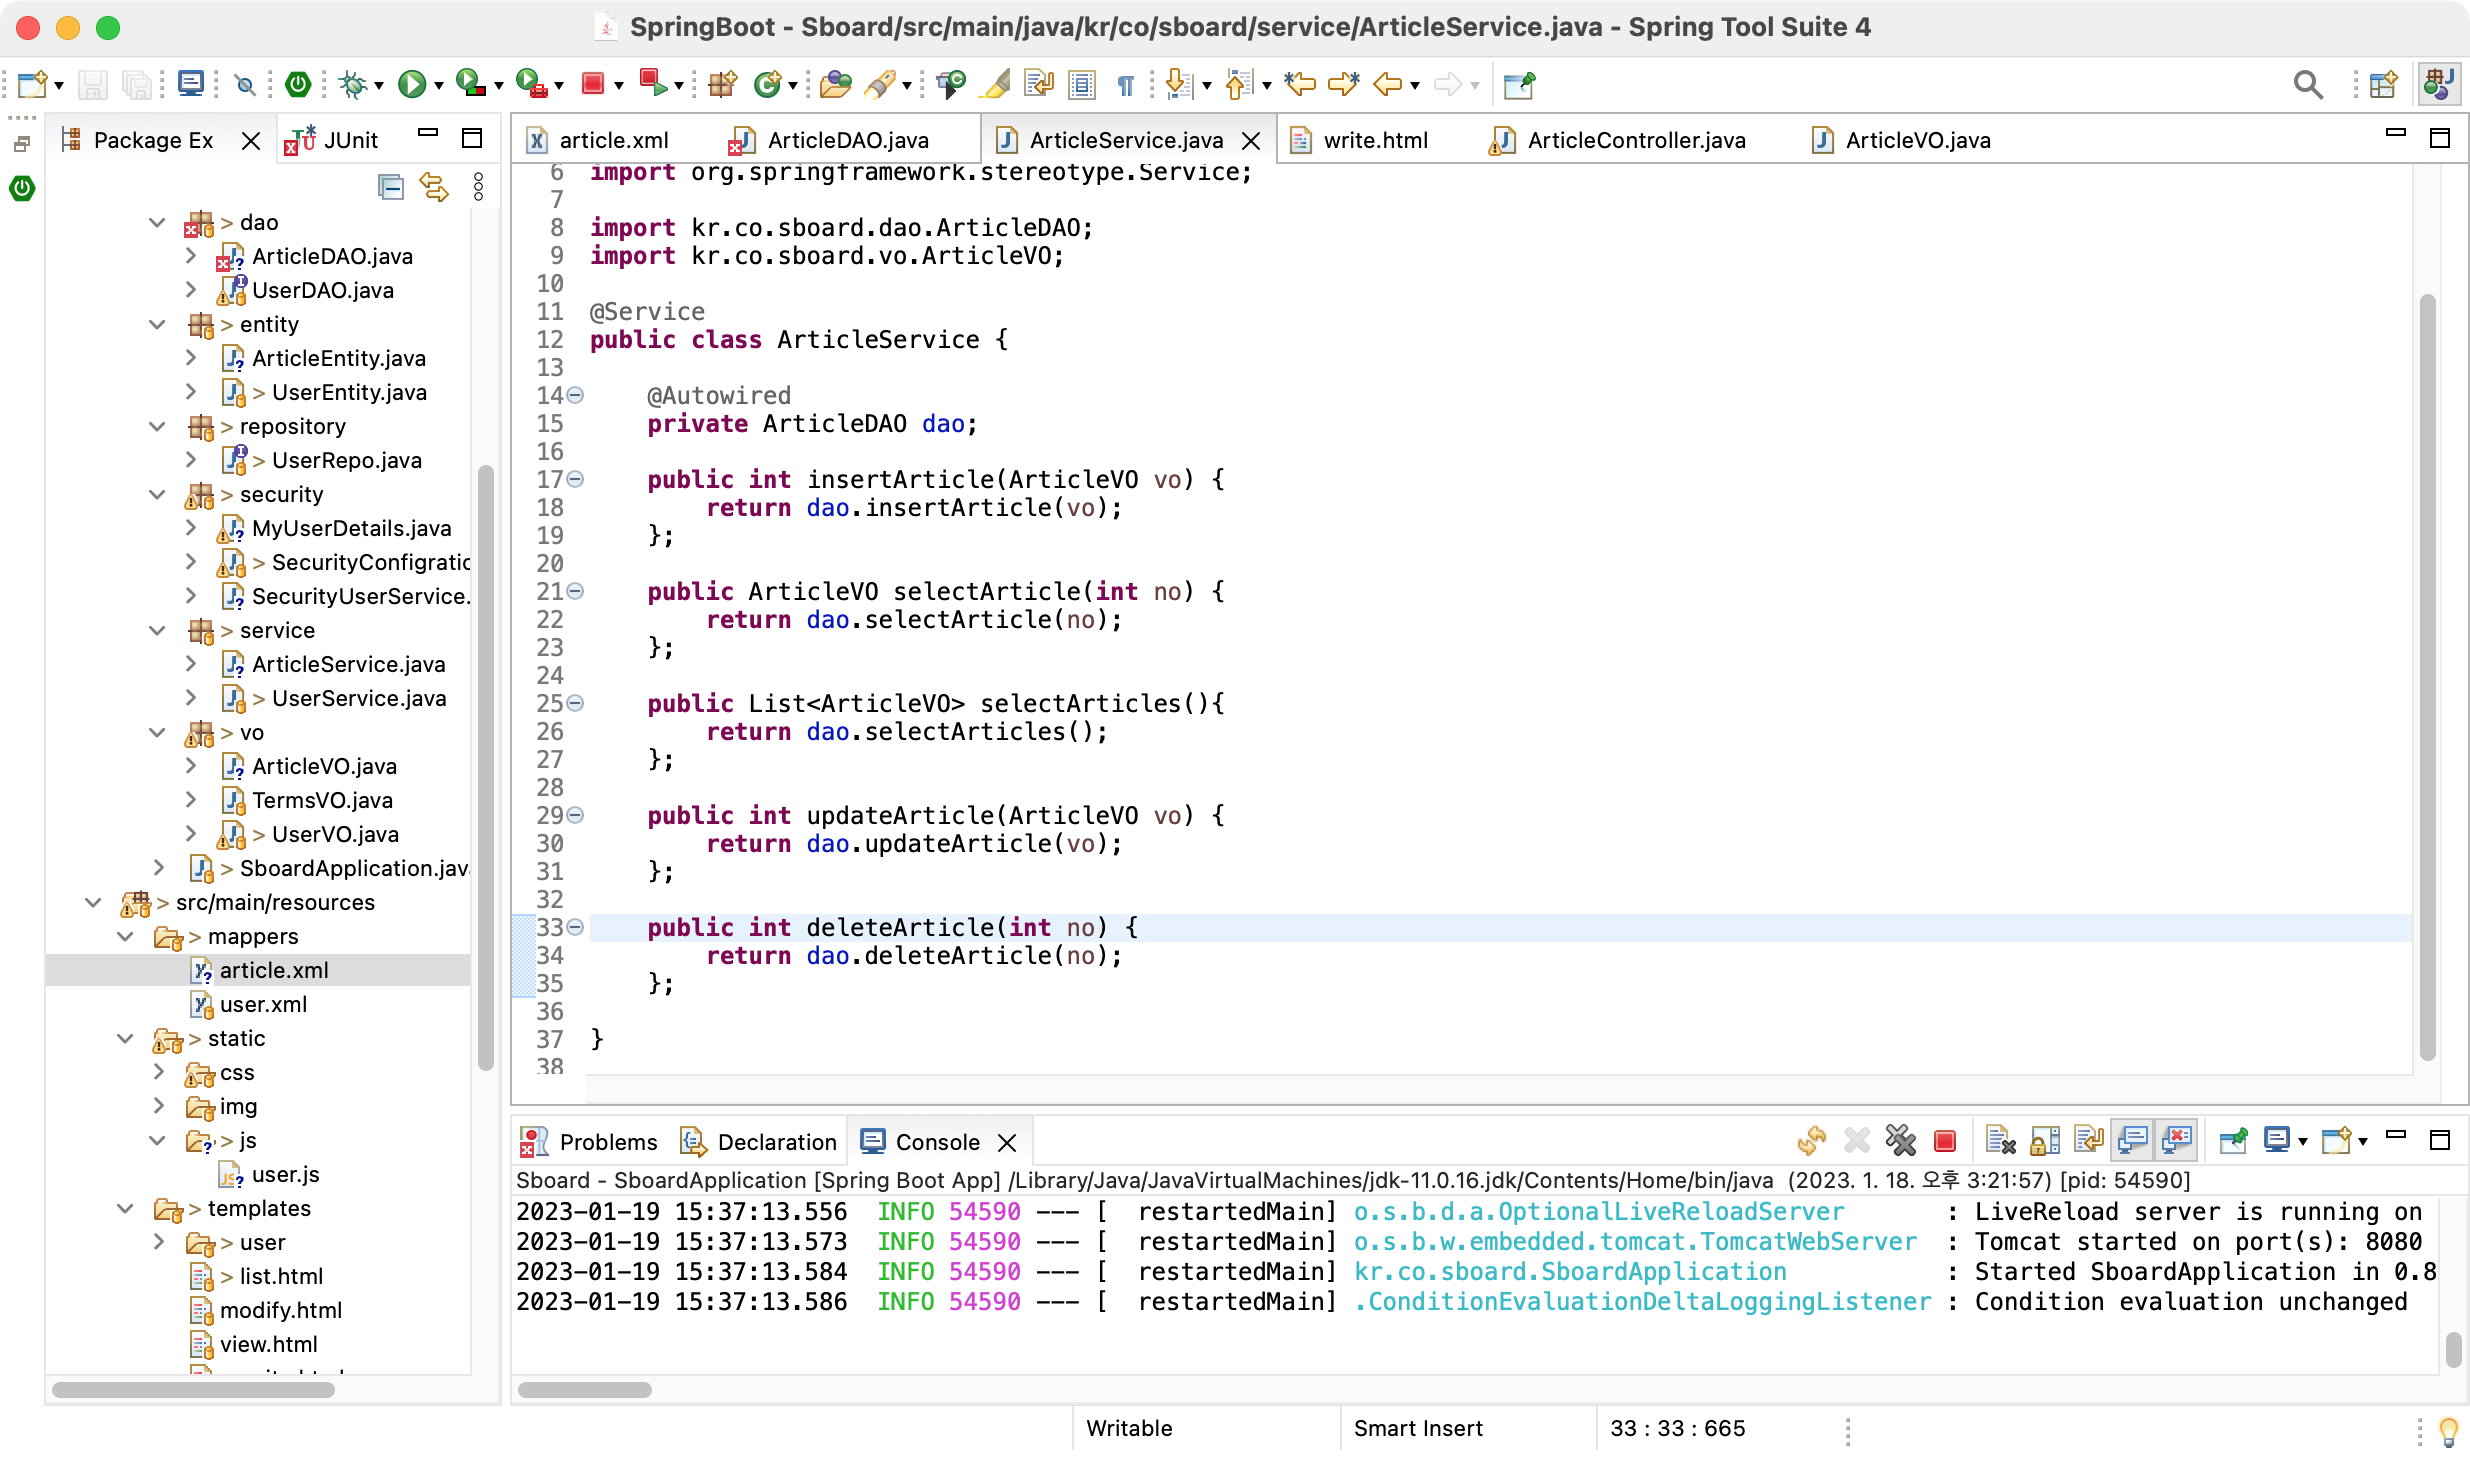 SpringBoot - Sboard/src/main/java/kr/co/sboard/service/ArticleService.java - Spring Tool Suite 4
Package Ex
JUnit
> dao
ArticleDAO.java
UserDAO.java
> entity
ArticleEntity.java
> UserEntity.java
> repository
> UserRepo.java
> security
MyUserDetails.java
> SecurityConfigratic
SecurityUserService.
> service
ArticleService.java
> UserService.java
> vo
ArticleVO.java
TermsVO.java
> UserVO.java
> SboardApplication.jav
> src/main/resources
> mappers
article.xml
user.xml
> static
css
img
> js
user.js
> templates
> user
> list.html
modify.html
view.html
article.xml
ArticleDAO.java
ArticleService.java
write.html
ArticleController.java
ArticleVO.java
6 import org.springframework.stereotype.Service;
7
8 import kr.co.sboard.dao.ArticleDAO;
9 import kr.co.sboard.vo.ArticleVO;
10
11 @Service
12 public class ArticleService {
13
14 @Autowired
15 private ArticleDAO dao;
16
17 public int insertArticle(ArticleVO vo) {
18 return dao.insertArticle(vo);
19 };
20
21 public ArticleVO selectArticle(int no) {
22 return dao.selectArticle(no);
23 };
24
25 public List<ArticleVO> selectArticles(){
26 return dao.selectArticles();
27 };
28
29 public int updateArticle(ArticleVO vo) {
30 return dao.updateArticle(vo);
31 };
32
33 public int deleteArticle(int no) {
34 return dao.deleteArticle(no);
35 };
36
37 }
38
Problems
Declaration
Console
Sboard - SboardApplication [Spring Boot App] /Library/Java/JavaVirtualMachines/jdk-11.0.16.jdk/Contents/Home/bin/java (2023. 1. 18. 오후 3:21:57) [pid: 54590]
2023-01-19 15:37:13.556 INFO 54590 --- [ restartedMain] o.s.b.d.a.OptionalLiveReloadServer : LiveReload server is running on
2023-01-19 15:37:13.573 INFO 54590 --- [ restartedMain] o.s.b.w.embedded.tomcat.TomcatWebServer : Tomcat started on port(s): 8080
2023-01-19 15:37:13.584 INFO 54590 --- [ restartedMain] kr.co.sboard.SboardApplication : Started SboardApplication in 0.8
2023-01-19 15:37:13.586 INFO 54590 --- [ restartedMain] .ConditionEvaluationDeltaLoggingListener : Condition evaluation unchanged
Writable
Smart Insert
33 : 33 : 665